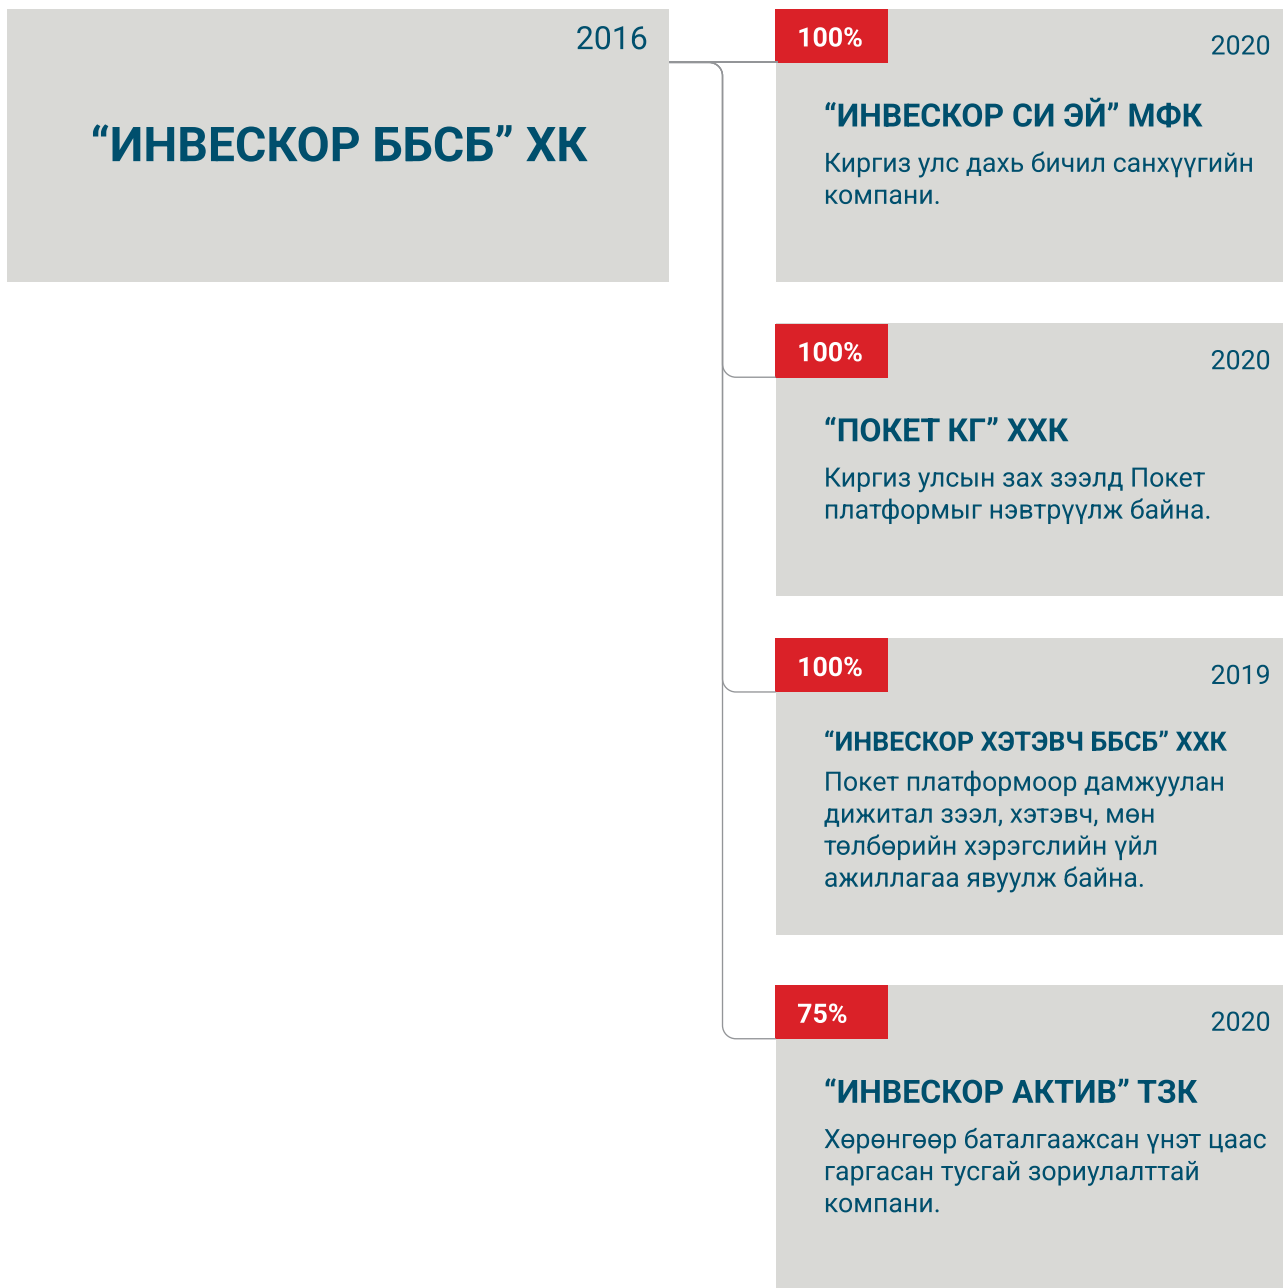 2016
“ИНВЕСКОР ББСБ” ХК
100%
2020
“ИНВЕСКОР СИ ЭЙ” МФК
Киргиз улс дахь бичил санхүүгийн
компани.
100%
2020
“ПОКЕТ КГ” ХХК
Киргиз улсын зах зээлд Покет
платформыг нэвтрүүлж байна.
100%
2019
“ИНВЕСКОР ХЭТЭВЧ ББСБ” ХХК
Покет платформоор дамжуулан
дижитал зээл, хэтэвч, мөн
төлбөрийн хэрэгслийн үйл
ажиллагаа явуулж байна.
75%
2020
“ИНВЕСКОР АКТИВ” ТЗК
Хөрөнгөөр баталгаажсан үнэт цаас
гаргасан тусгай зориулалттай
компани.